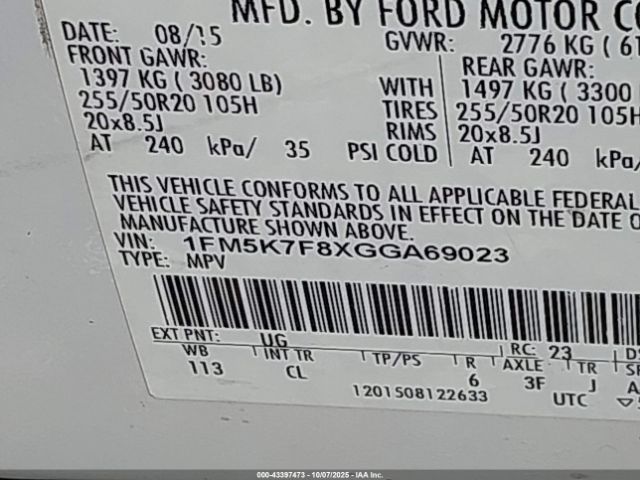 MFD. BY FORD MOTOR CO
DATE: 08/15 GVWR: 2776 KG ( 61
FRONT GAWR: REAR GAWR:
1397 KG ( 3080 LB) WITH 1497 KG ( 3300
255/50R20 105H TIRES 255/50R20 105H
20x8.5J RIMS 20x8.5J
AT 240 kPa/ 35 PSI COLD AT 240 kPa/
THIS VEHICLE CONFORMS TO ALL APPLICABLE FEDERAL
VEHICLE SAFETY STANDARDS IN EFFECT ON THE DATE O
MANUFACTURE SHOWN ABOVE.
VIN: 1FM5K7F8XGGA69023
TYPE: MPV
EXT PNT: UG RC: 23
WB INT TR TP/PS R AXLE TR SP
113 CL 6 3F J A
1201508122633 UTC
000-43397473 - 10/07/2025 - IAA Inc.